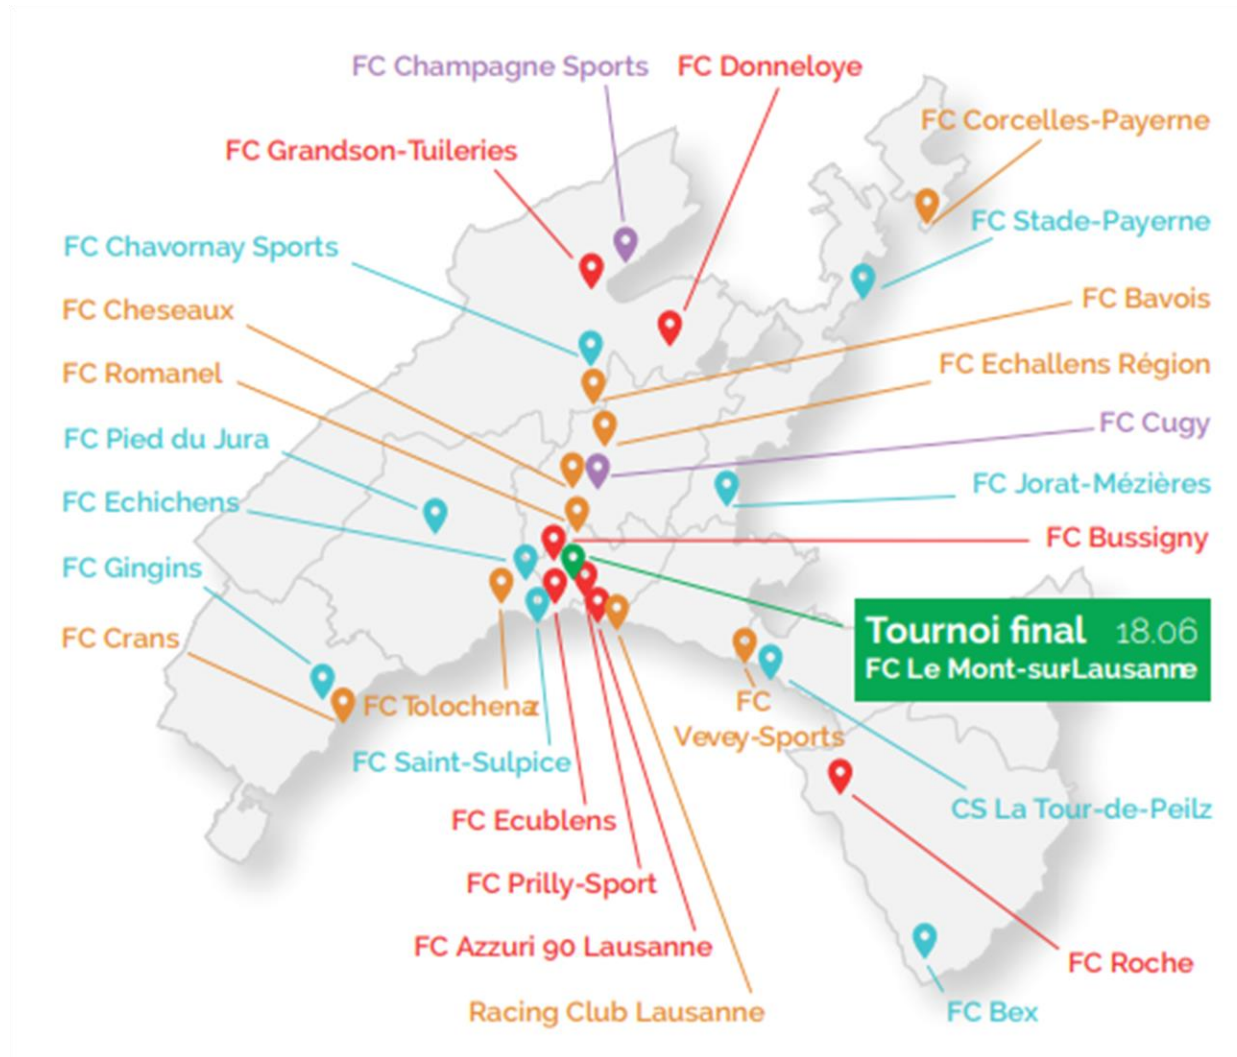 FC Champagne Sports
FC Donneloye
FC Corcelles-Payerne
FC Grandson-Tuileries
FC Stade-Payerne
FC Chavornay Sports
FC Bavois
FC Cheseaux
FC Echallens Région
FC Romanel
FC Cugy
FC Pied du Jura
FC Jorat-Mézières
FC Echichens
FC Bussigny
FC Gingins
Tournoi final 18.06
FC Le Mont-sur-Lausanne
FC Crans
FC Tolochenaz
FC
Vevey-Sports
FC Saint-Sulpice
CS La Tour-de-Peilz
FC Ecublens
FC Prilly-Sport
FC Azzuri 90 Lausanne
FC Roche
Racing Club Lausanne
FC Bex